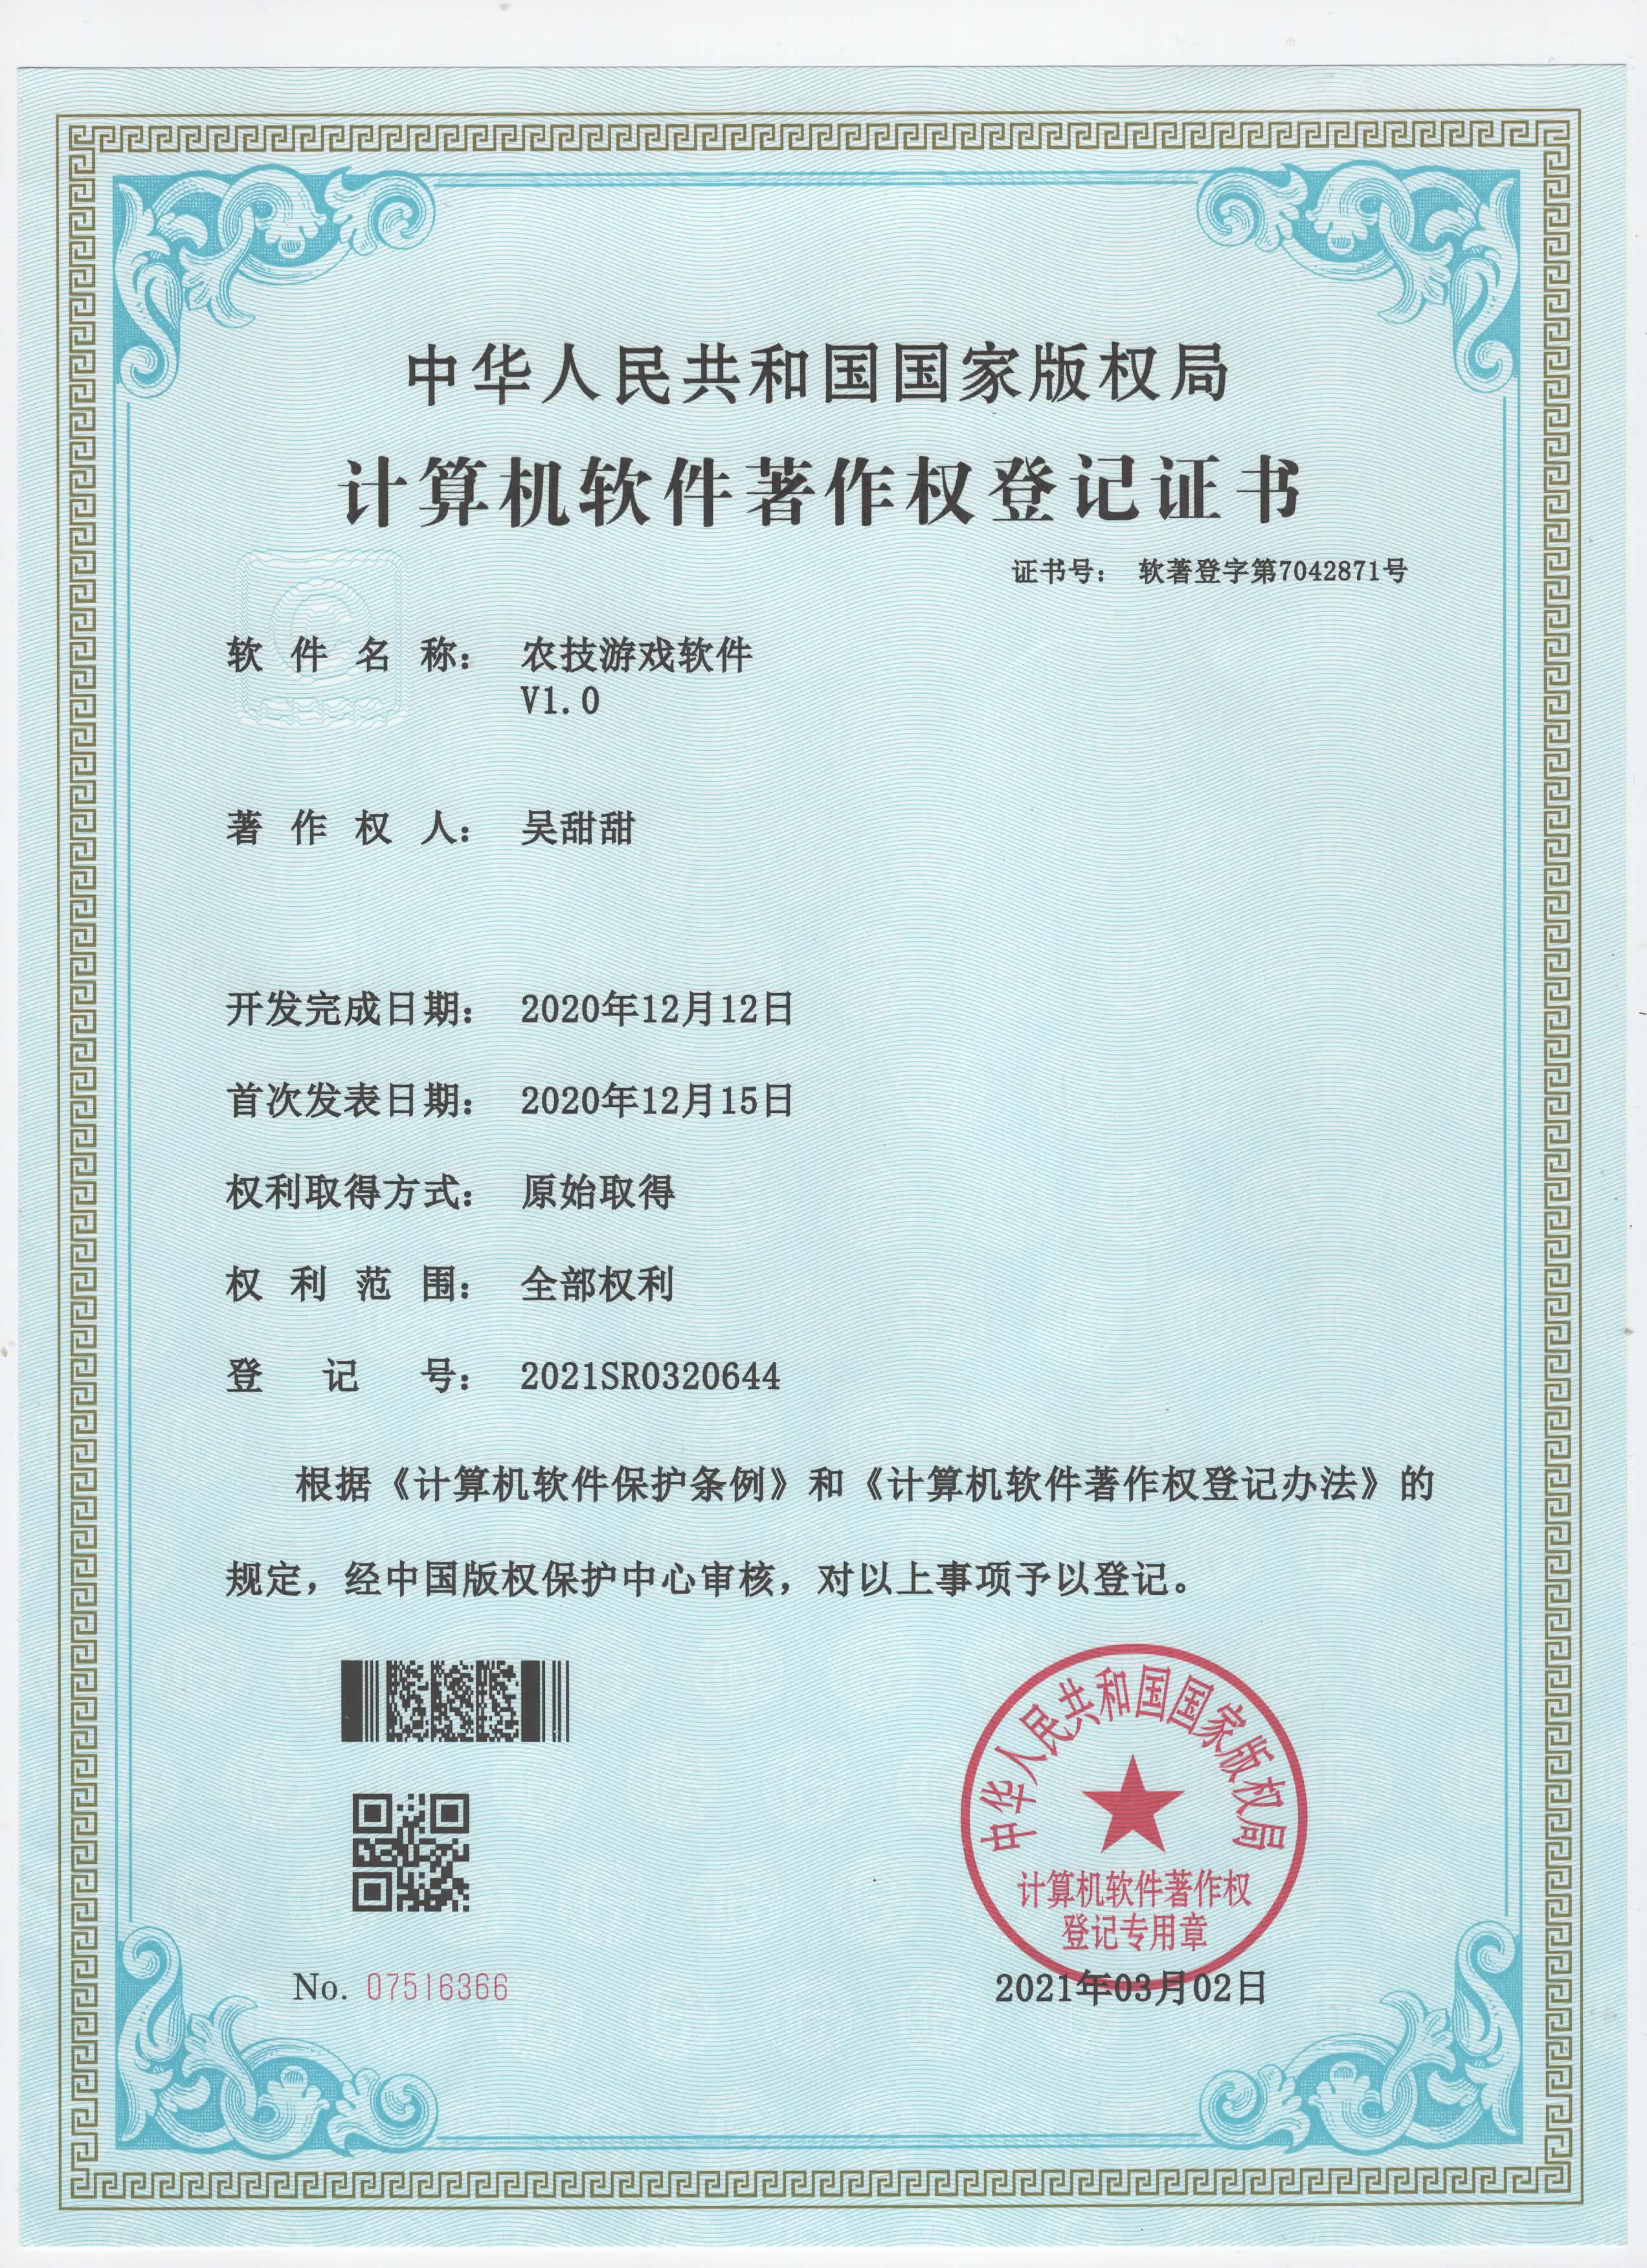 中华人民共和国国家版权局
计算机软件著作权登记证书
证书号： 软著登字第7042871号
软件名称： 农技游戏软件
V1.0
著作权人： 吴甜甜
开发完成日期： 2020年12月12日
首次发表日期： 2020年12月15日
权利取得方式： 原始取得
权利范围： 全部权利
登记号： 2021SR0320644
根据《计算机软件保护条例》和《计算机软件著作权登记办法》的
规定，经中国版权保护中心审核，对以上事项予以登记。
中华人民共和国国家版权局
计算机软件著作权
登记专用章
No. 07516366
2021年03月02日